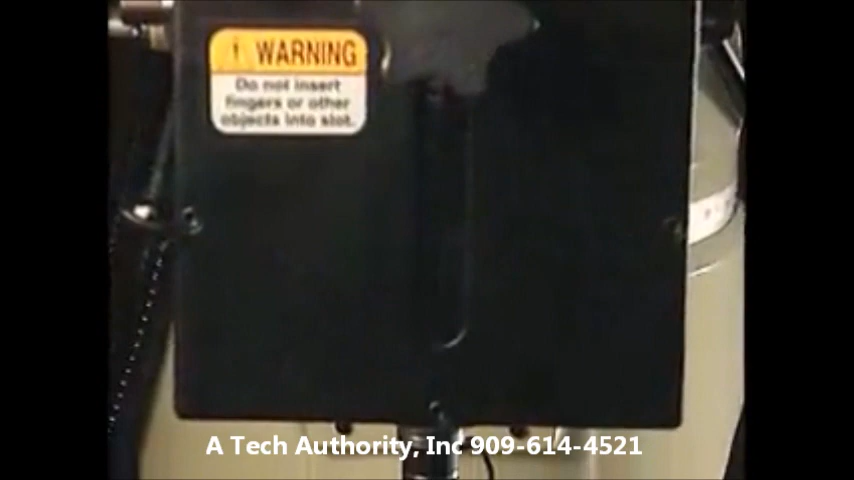 WARNING
Do not insert
fingers or other
objects into slot.
A Tech Authority, Inc 909-614-4521